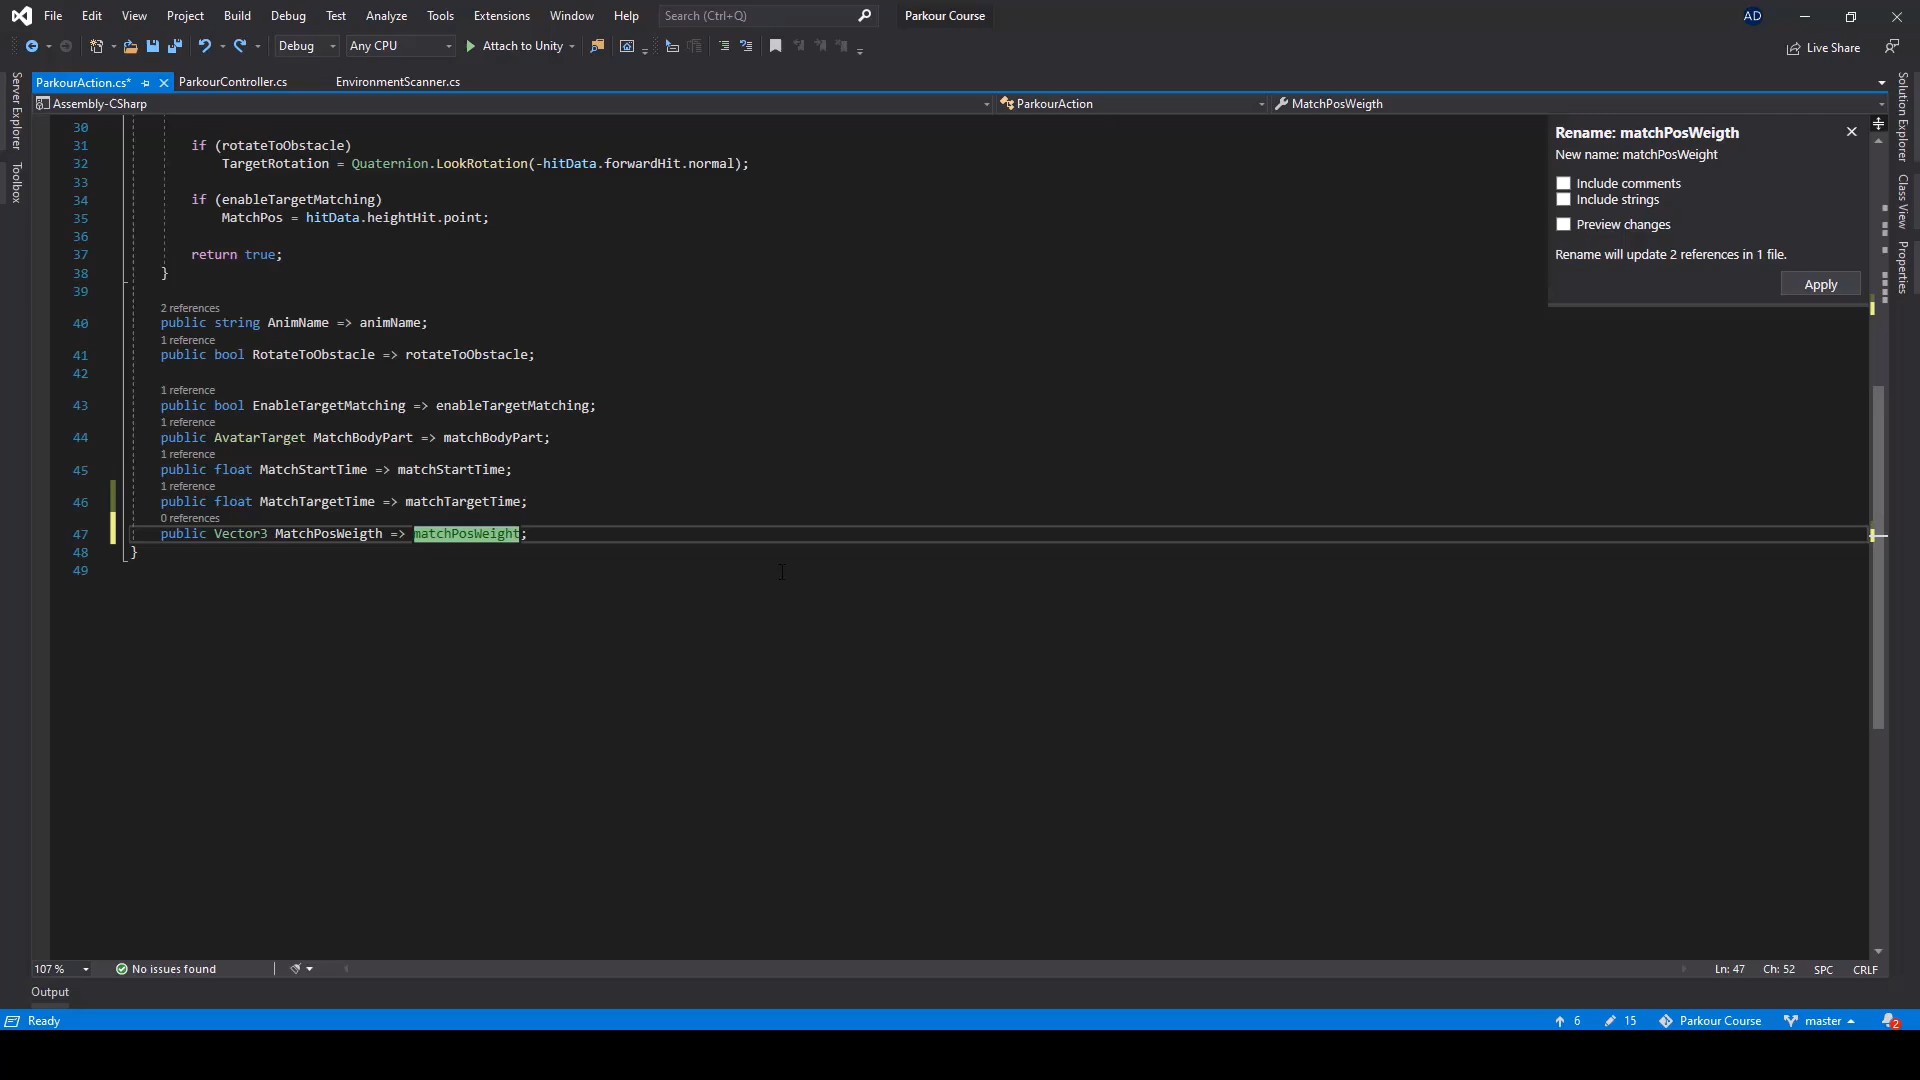 File Edit View Project Build Debug Test Analyze Tools Extensions Window Help Search (Ctrl+Q) Parkour Course AD
Debug Any CPU Attach to Unity Live Share
ParkourAction.cs* ParkourController.cs EnvironmentScanner.cs
Assembly-CSharp ParkourAction MatchPosWeigth
Server Explorer
Toolbox
Solution Explorer
Class View
Properties
Rename: matchPosWeigth
New name: matchPosWeight
Include comments
Include strings
Preview changes
Rename will update 2 references in 1 file.
Apply
30
31 if (rotateToObstacle)
32 TargetRotation = Quaternion.LookRotation(-hitData.forwardHit.normal);
33
34 if (enableTargetMatching)
35 MatchPos = hitData.heightHit.point;
36
37 return true;
38 }
39
2 references
40 public string AnimName => animName;
1 reference
41 public bool RotateToObstacle => rotateToObstacle;
42
1 reference
43 public bool EnableTargetMatching => enableTargetMatching;
1 reference
44 public AvatarTarget MatchBodyPart => matchBodyPart;
1 reference
45 public float MatchStartTime => matchStartTime;
1 reference
46 public float MatchTargetTime => matchTargetTime;
0 references
47 public Vector3 MatchPosWeigth => matchPosWeight;
48 }
49
107 % No issues found Ln: 47 Ch: 52 SPC CRLF
Output
Ready 6 15 Parkour Course master 2